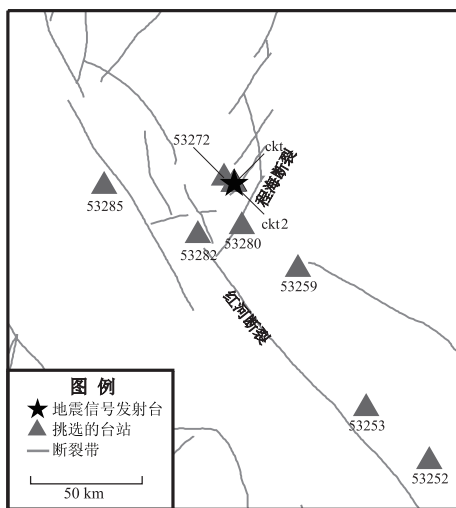 ckt
53272
程海断裂
53285
ckt2
53282
53280
53259
红河断裂
53253
53252
图 例
地震信号发射台
挑选的台站
断裂带
50 km